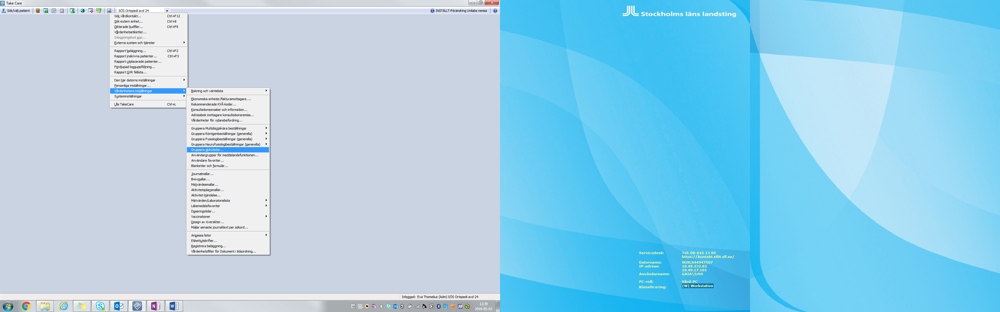 Take Care
Sök/välj patient
SÖS Ortopedi avd 24
INSTÄLLT-Förändring Unilabs remiss
Sök vårdkontakt... Ctrl+F12
Sök extern enhet... Ctrl+8
Dikterade ljudfiler... Ctrl+F9
Vårdenhetsetiketter...
Inloggningskod app...
Externa system och tjänster
Rapport beläggning... Ctrl+F2
Rapport inskrivna patienter... Ctrl+F3
Rapport utplacerade patienter...
Fördjupad logguppföljning...
Rapport GVR fellista...
Den här datorns inställningar
Personliga inställningar...
Vårdenhetens inställningar
Systeminställningar
Lås TakeCare Ctrl+L
Bokning och väntelista
Ekonomiska enheter/fakturamottagare....
Rekommenderade KVÅ-koder...
Konsultationsorsaker och information...
Adressbok mottagare konsultationsremiss...
Vårdenheter för vidarebefordring...
Gruppera Multidisciplinära beställningar
Gruppera Röntgenbeställningar (generella)
Gruppera Fysiologibeställningar (generella)
Gruppera Neurofysiologibeställningar (generella)
Gruppera aktiviteter...
Användargrupper för meddelandefunktionen...
Användare favoriter...
Blanketter och formulär...
Journalmallar...
Brevmallar...
Mätvärdesmallar...
Aktivitetsplansmallar...
Aktivitet-händelse...
Mätvärden/Laboratorielista
Läkemedelsfavoriter
Doseringstider...
Vaccinationer
Design av översikter...
Mallar senaste journaltext per sökord...
Anpassa listor
Etikettutskrifter...
Registrera beläggning...
Vårdenhetsfilter för Dokument i tidsordning...
Inloggad: Eva Thomelius (Adm) SÖS Ortopedi avd 24
12:39
2019-05-02
Stockholms läns landsting
Servicedesk: Tel: 08-616 13 00
https://kontakt.sllit.sll.se/
Datornamn: SOSLS44947507
IP-adress: 10.49.232.82
10.49.17.101
Användarnamn: GAIA\5rh9
PC-roll: Vård-PC
Klassificering: (W) Workstation